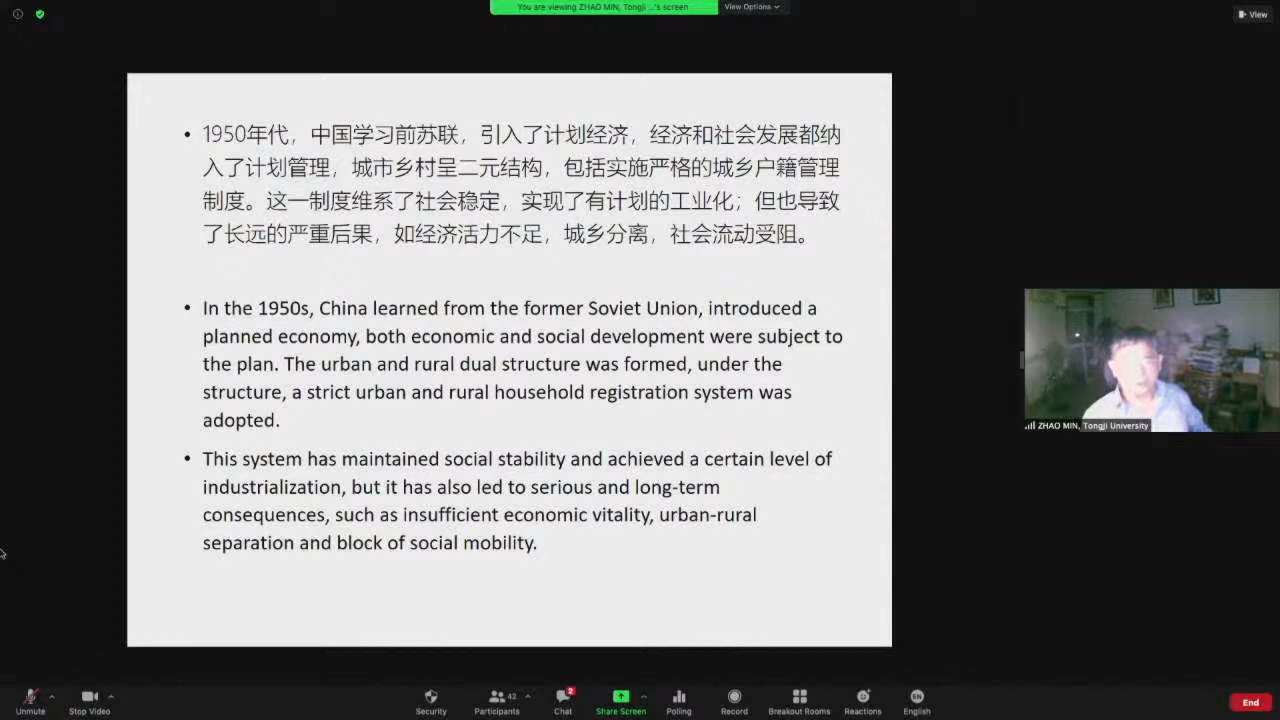 You are viewing ZHAO MIN, Tongji ...'s screen
View Options
View
• 1950年代，中国学习前苏联，引入了计划经济，经济和社会发展都纳
入了计划管理，城市乡村呈二元结构，包括实施严格的城乡户籍管理
制度。这一制度维系了社会稳定，实现了有计划的工业化；但也导致
了长远的严重后果，如经济活力不足，城乡分离，社会流动受阻。
• In the 1950s, China learned from the former Soviet Union, introduced a
planned economy, both economic and social development were subject to
the plan. The urban and rural dual structure was formed, under the
structure, a strict urban and rural household registration system was
adopted.
• This system has maintained social stability and achieved a certain level of
industrialization, but it has also led to serious and long-term
consequences, such as insufficient economic vitality, urban-rural
separation and block of social mobility.
ZHAO MIN, Tongji University
Unmute
Stop Video
Security
42
Participants
2
Chat
Share Screen
Polling
Record
Breakout Rooms
Reactions
EN
English
End